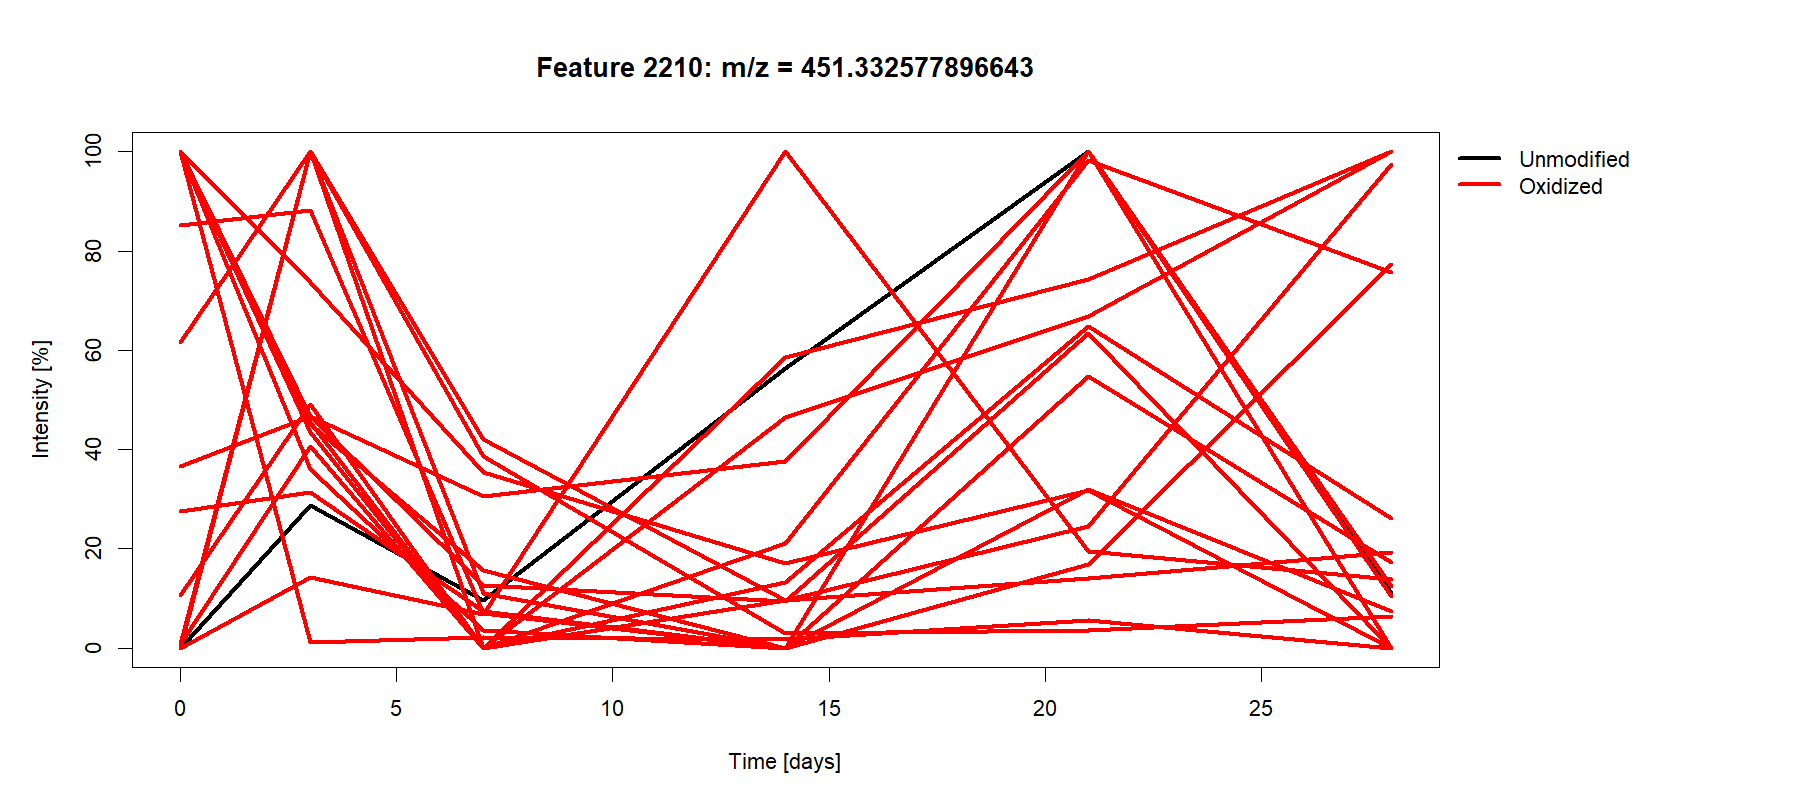 Feature 2210: m/z = 451.332577896643
Unmodified
Oxidized
Intensity [%]
100
80
60
40
20
0
0 5 10 15 20 25
Time [days]